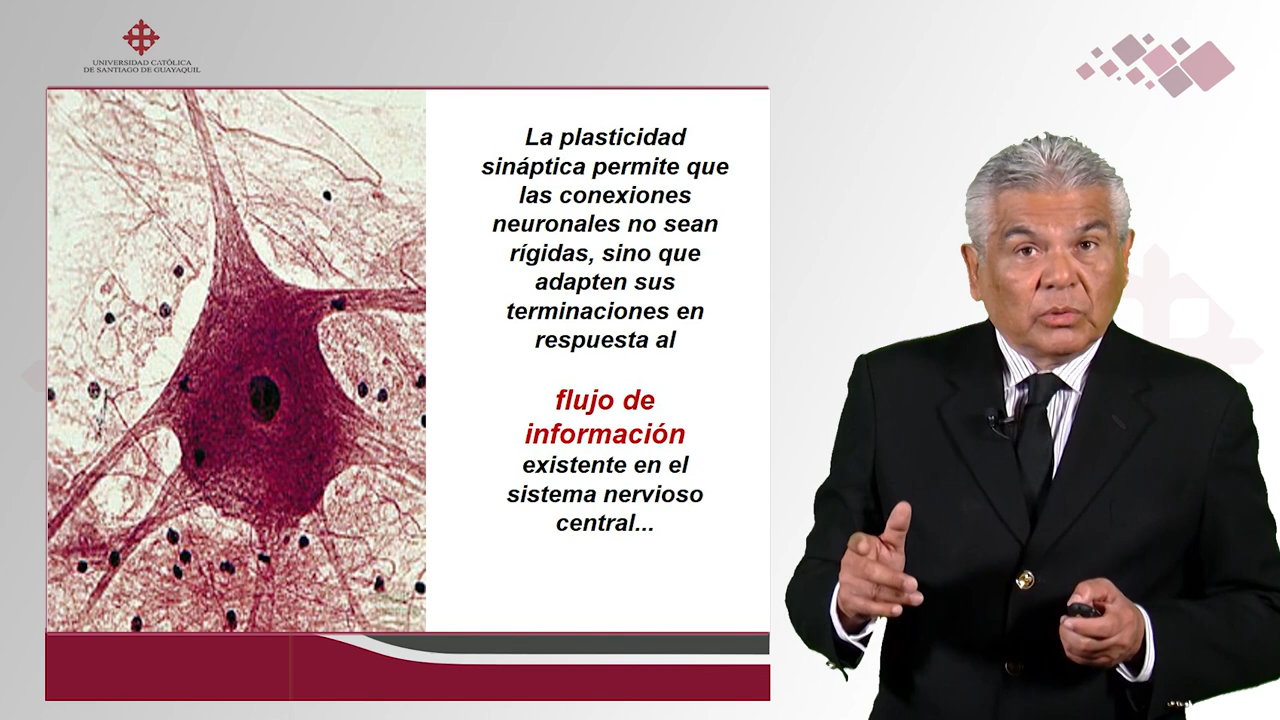 UNIVERSIDAD CATÓLICA
DE SANTIAGO DE GUAYAQUIL
La plasticidad
sináptica permite que
las conexiones
neuronales no sean
rígidas, sino que
adapten sus
terminaciones en
respuesta al
flujo de
información
existente en el
sistema nervioso
central...